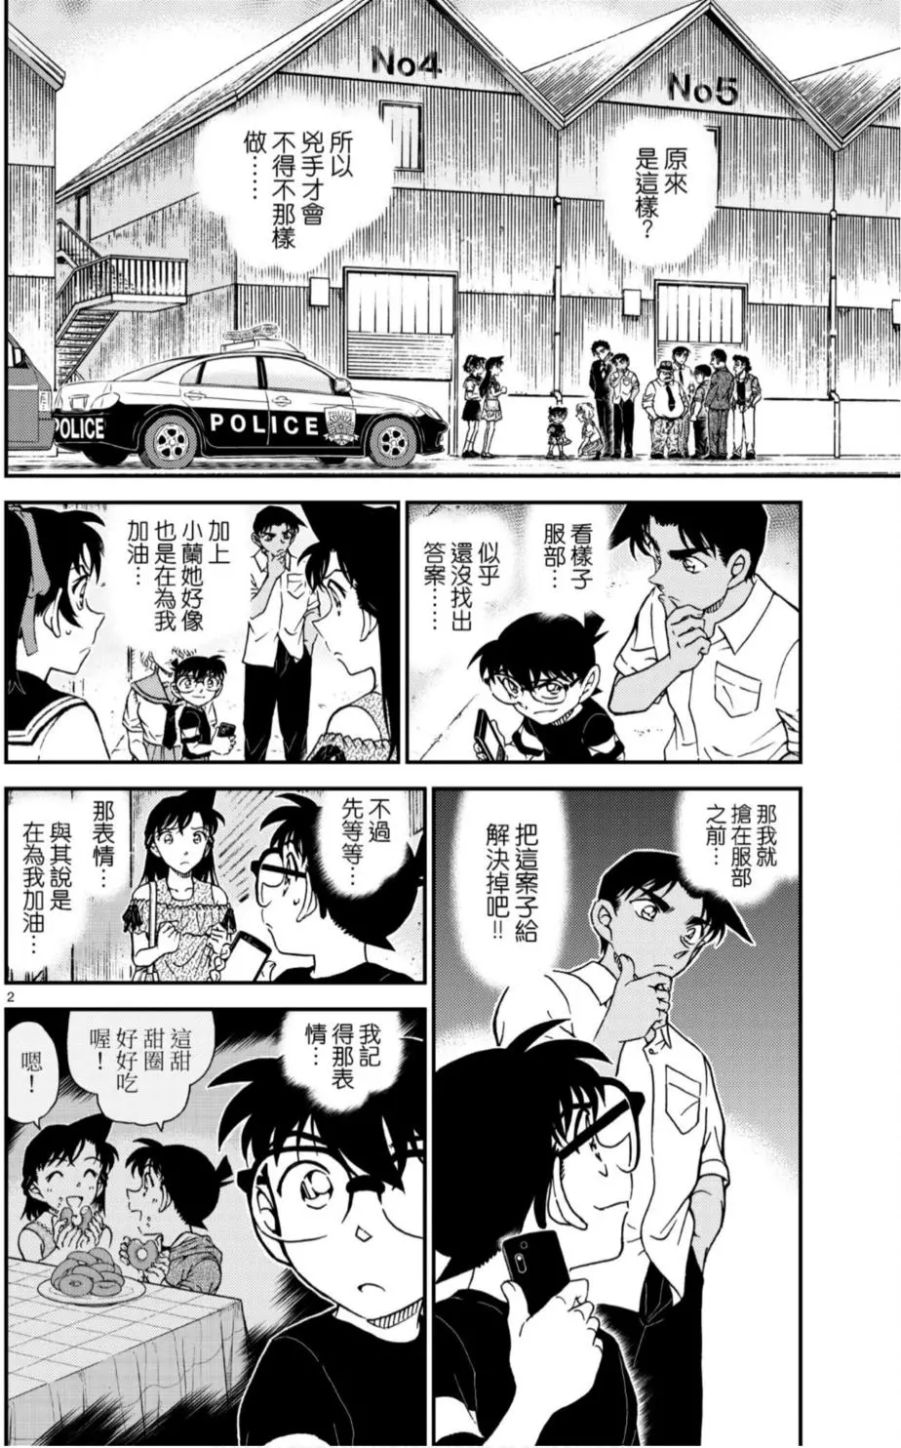 No4
No5
原來
是這樣?
所以
兇手才會
不得不那樣
做……
POLICE
POLICE
看樣子
服部…
似乎
還沒找出
答案……
加上
小蘭她好像
也是在為我
加油…
那我就
搶在服部
之前…
把這案子給
解決掉吧!!
不過
先等等…
那表情…
與其說是
在為我加油…
2
我記
得那表
情…
這甜
甜圈
好好吃
喔!
嗯!